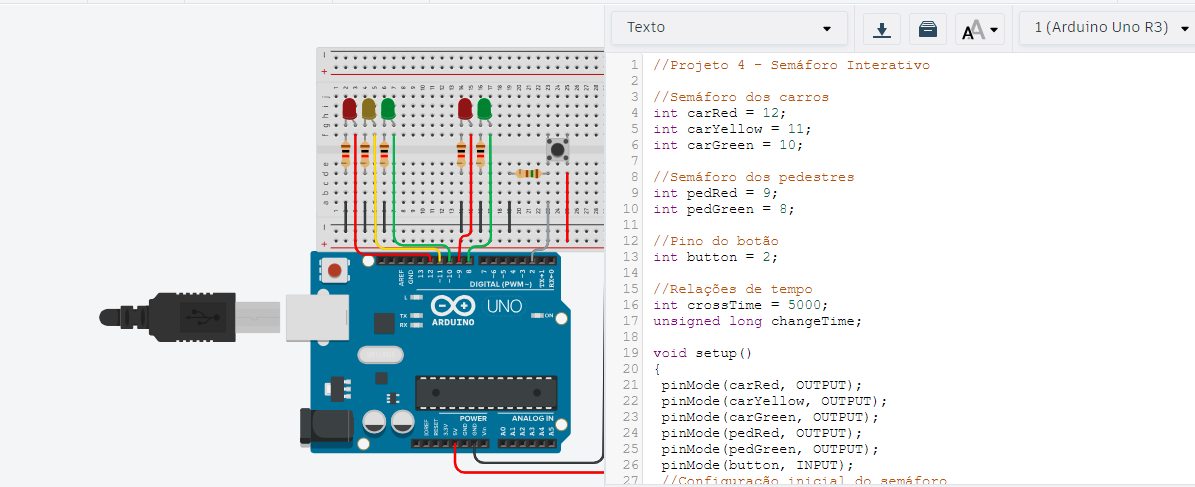 Texto
1 (Arduino Uno R3)
1 //Projeto 4 - Semáforo Interativo
2
3 //Semáforo dos carros
4 int carRed = 12;
5 int carYellow = 11;
6 int carGreen = 10;
7
8 //Semáforo dos pedestres
9 int pedRed = 9;
10 int pedGreen = 8;
11
12 //Pino do botão
13 int button = 2;
14
15 //Relações de tempo
16 int crossTime = 5000;
17 unsigned long changeTime;
18
19 void setup()
20 {
21 pinMode(carRed, OUTPUT);
22 pinMode(carYellow, OUTPUT);
23 pinMode(carGreen, OUTPUT);
24 pinMode(pedRed, OUTPUT);
25 pinMode(pedGreen, OUTPUT);
26 pinMode(button, INPUT);
27 //Configuração inicial do semáforo
AREF GND 13 12 ~11 ~10 ~9 8 7 ~6 ~5 4 ~3 2 TX→1 RX←0
DIGITAL (PWM~)
L
TX
RX
UNO
ARDUINO
ON
POWER
ANALOG IN
IOREF RESET 3.3V 5V GND GND Vin A0 A1 A2 A3 A4 A5